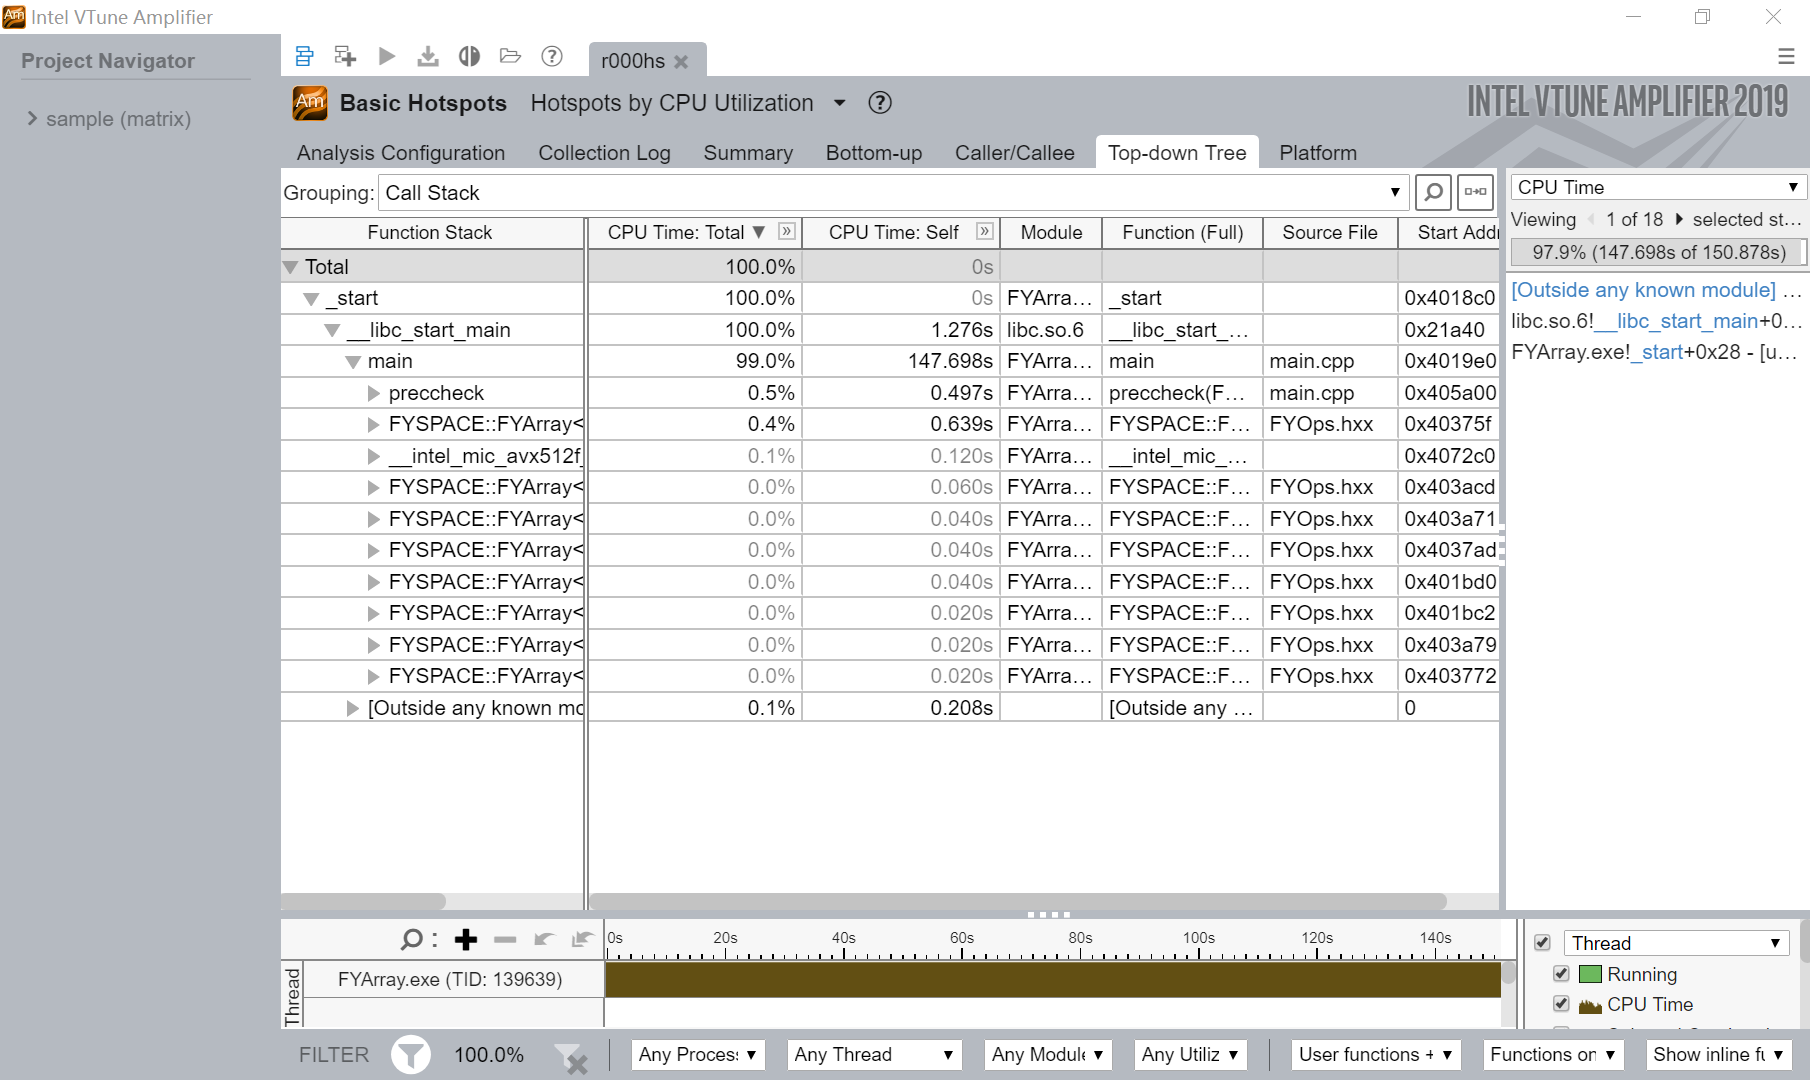 Am Intel VTune Amplifier
Project Navigator
sample (matrix)
r000hs
Am Basic Hotspots Hotspots by CPU Utilization
INTEL VTUNE AMPLIFIER 2019
Analysis Configuration Collection Log Summary Bottom-up Caller/Callee Top-down Tree Platform
Grouping: Call Stack
Function Stack CPU Time: Total CPU Time: Self Module Function (Full) Source File Start Addr
Total 100.0% 0s
_start 100.0% 0s FYArra... _start 0x4018c0
__libc_start_main 100.0% 1.276s libc.so.6 __libc_start_... 0x21a40
main 99.0% 147.698s FYArra... main main.cpp 0x4019e0
preccheck 0.5% 0.497s FYArra... preccheck(F... main.cpp 0x405a00
FYSPACE::FYArray< 0.4% 0.639s FYArra... FYSPACE::F... FYOps.hxx 0x40375f
__intel_mic_avx512f_ 0.1% 0.120s FYArra... __intel_mic_... 0x4072c0
FYSPACE::FYArray< 0.0% 0.060s FYArra... FYSPACE::F... FYOps.hxx 0x403acd
FYSPACE::FYArray< 0.0% 0.040s FYArra... FYSPACE::F... FYOps.hxx 0x403a71
FYSPACE::FYArray< 0.0% 0.040s FYArra... FYSPACE::F... FYOps.hxx 0x4037ad
FYSPACE::FYArray< 0.0% 0.040s FYArra... FYSPACE::F... FYOps.hxx 0x401bd0
FYSPACE::FYArray< 0.0% 0.020s FYArra... FYSPACE::F... FYOps.hxx 0x401bc2
FYSPACE::FYArray< 0.0% 0.020s FYArra... FYSPACE::F... FYOps.hxx 0x403a79
FYSPACE::FYArray< 0.0% 0.020s FYArra... FYSPACE::F... FYOps.hxx 0x403772
[Outside any known mo 0.1% 0.208s [Outside any ... 0
CPU Time
Viewing 1 of 18 selected st...
97.9% (147.698s of 150.878s)
[Outside any known module] ...
libc.so.6!__libc_start_main+0...
FYArray.exe!_start+0x28 - [u...
0s 20s 40s 60s 80s 100s 120s 140s
Thread
FYArray.exe (TID: 139639)
Thread
Running
CPU Time
FILTER 100.0% Any Process Any Thread Any Module Any Utiliz User functions + Functions on Show inline fu